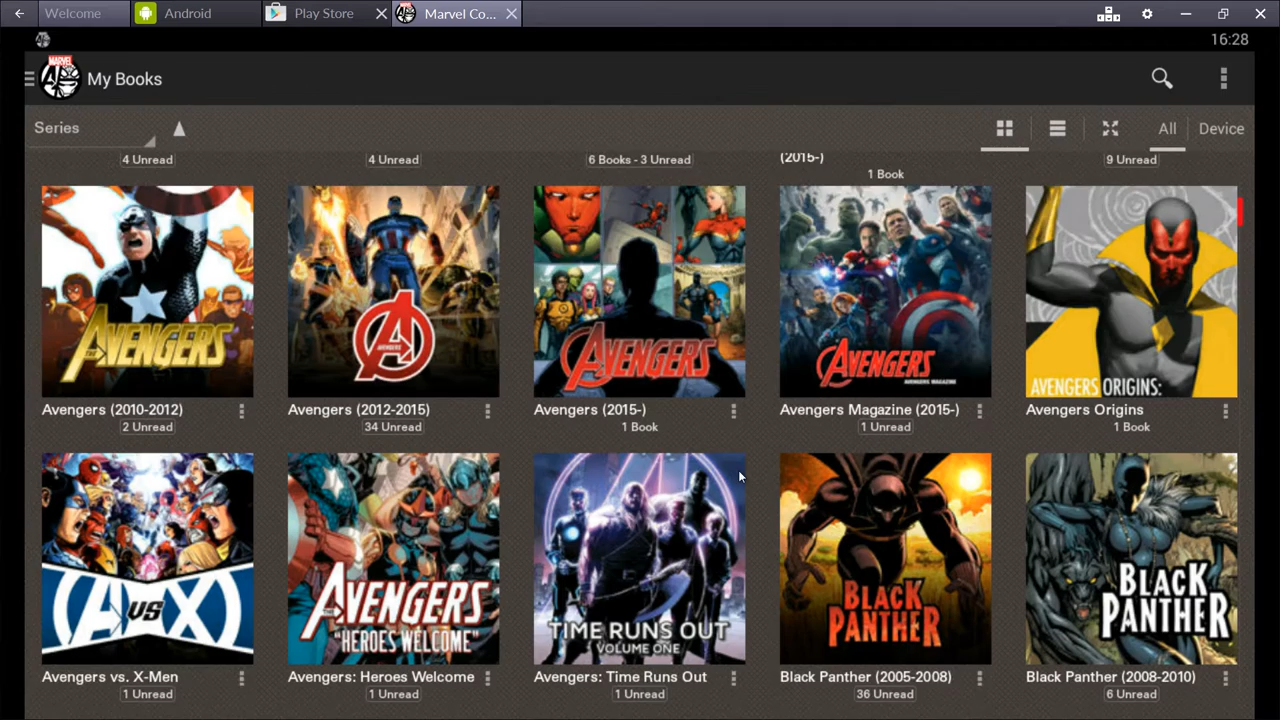 Welcome
Android
Play Store
Marvel Co...
16:28
MARVEL
My Books
Series
All
Device
4 Unread
4 Unread
6 Books - 3 Unread
(2015-)
1 Book
9 Unread
THE AVENGERS
AVENGERS
AVENGERS
AVENGERS
AVENGERS MAGAZINE
AVENGERS ORIGINS:
Avengers (2010-2012)
2 Unread
Avengers (2012-2015)
34 Unread
Avengers (2015-)
1 Book
Avengers Magazine (2015-)
1 Unread
Avengers Origins
1 Book
A VS X
THE AVENGERS
"HEROES WELCOME"
TIME RUNS OUT
VOLUME ONE
BLACK
PANTHER
BLACK
PANTHER
Avengers vs. X-Men
1 Unread
Avengers: Heroes Welcome
1 Unread
Avengers: Time Runs Out
1 Unread
Black Panther (2005-2008)
36 Unread
Black Panther (2008-2010)
6 Unread